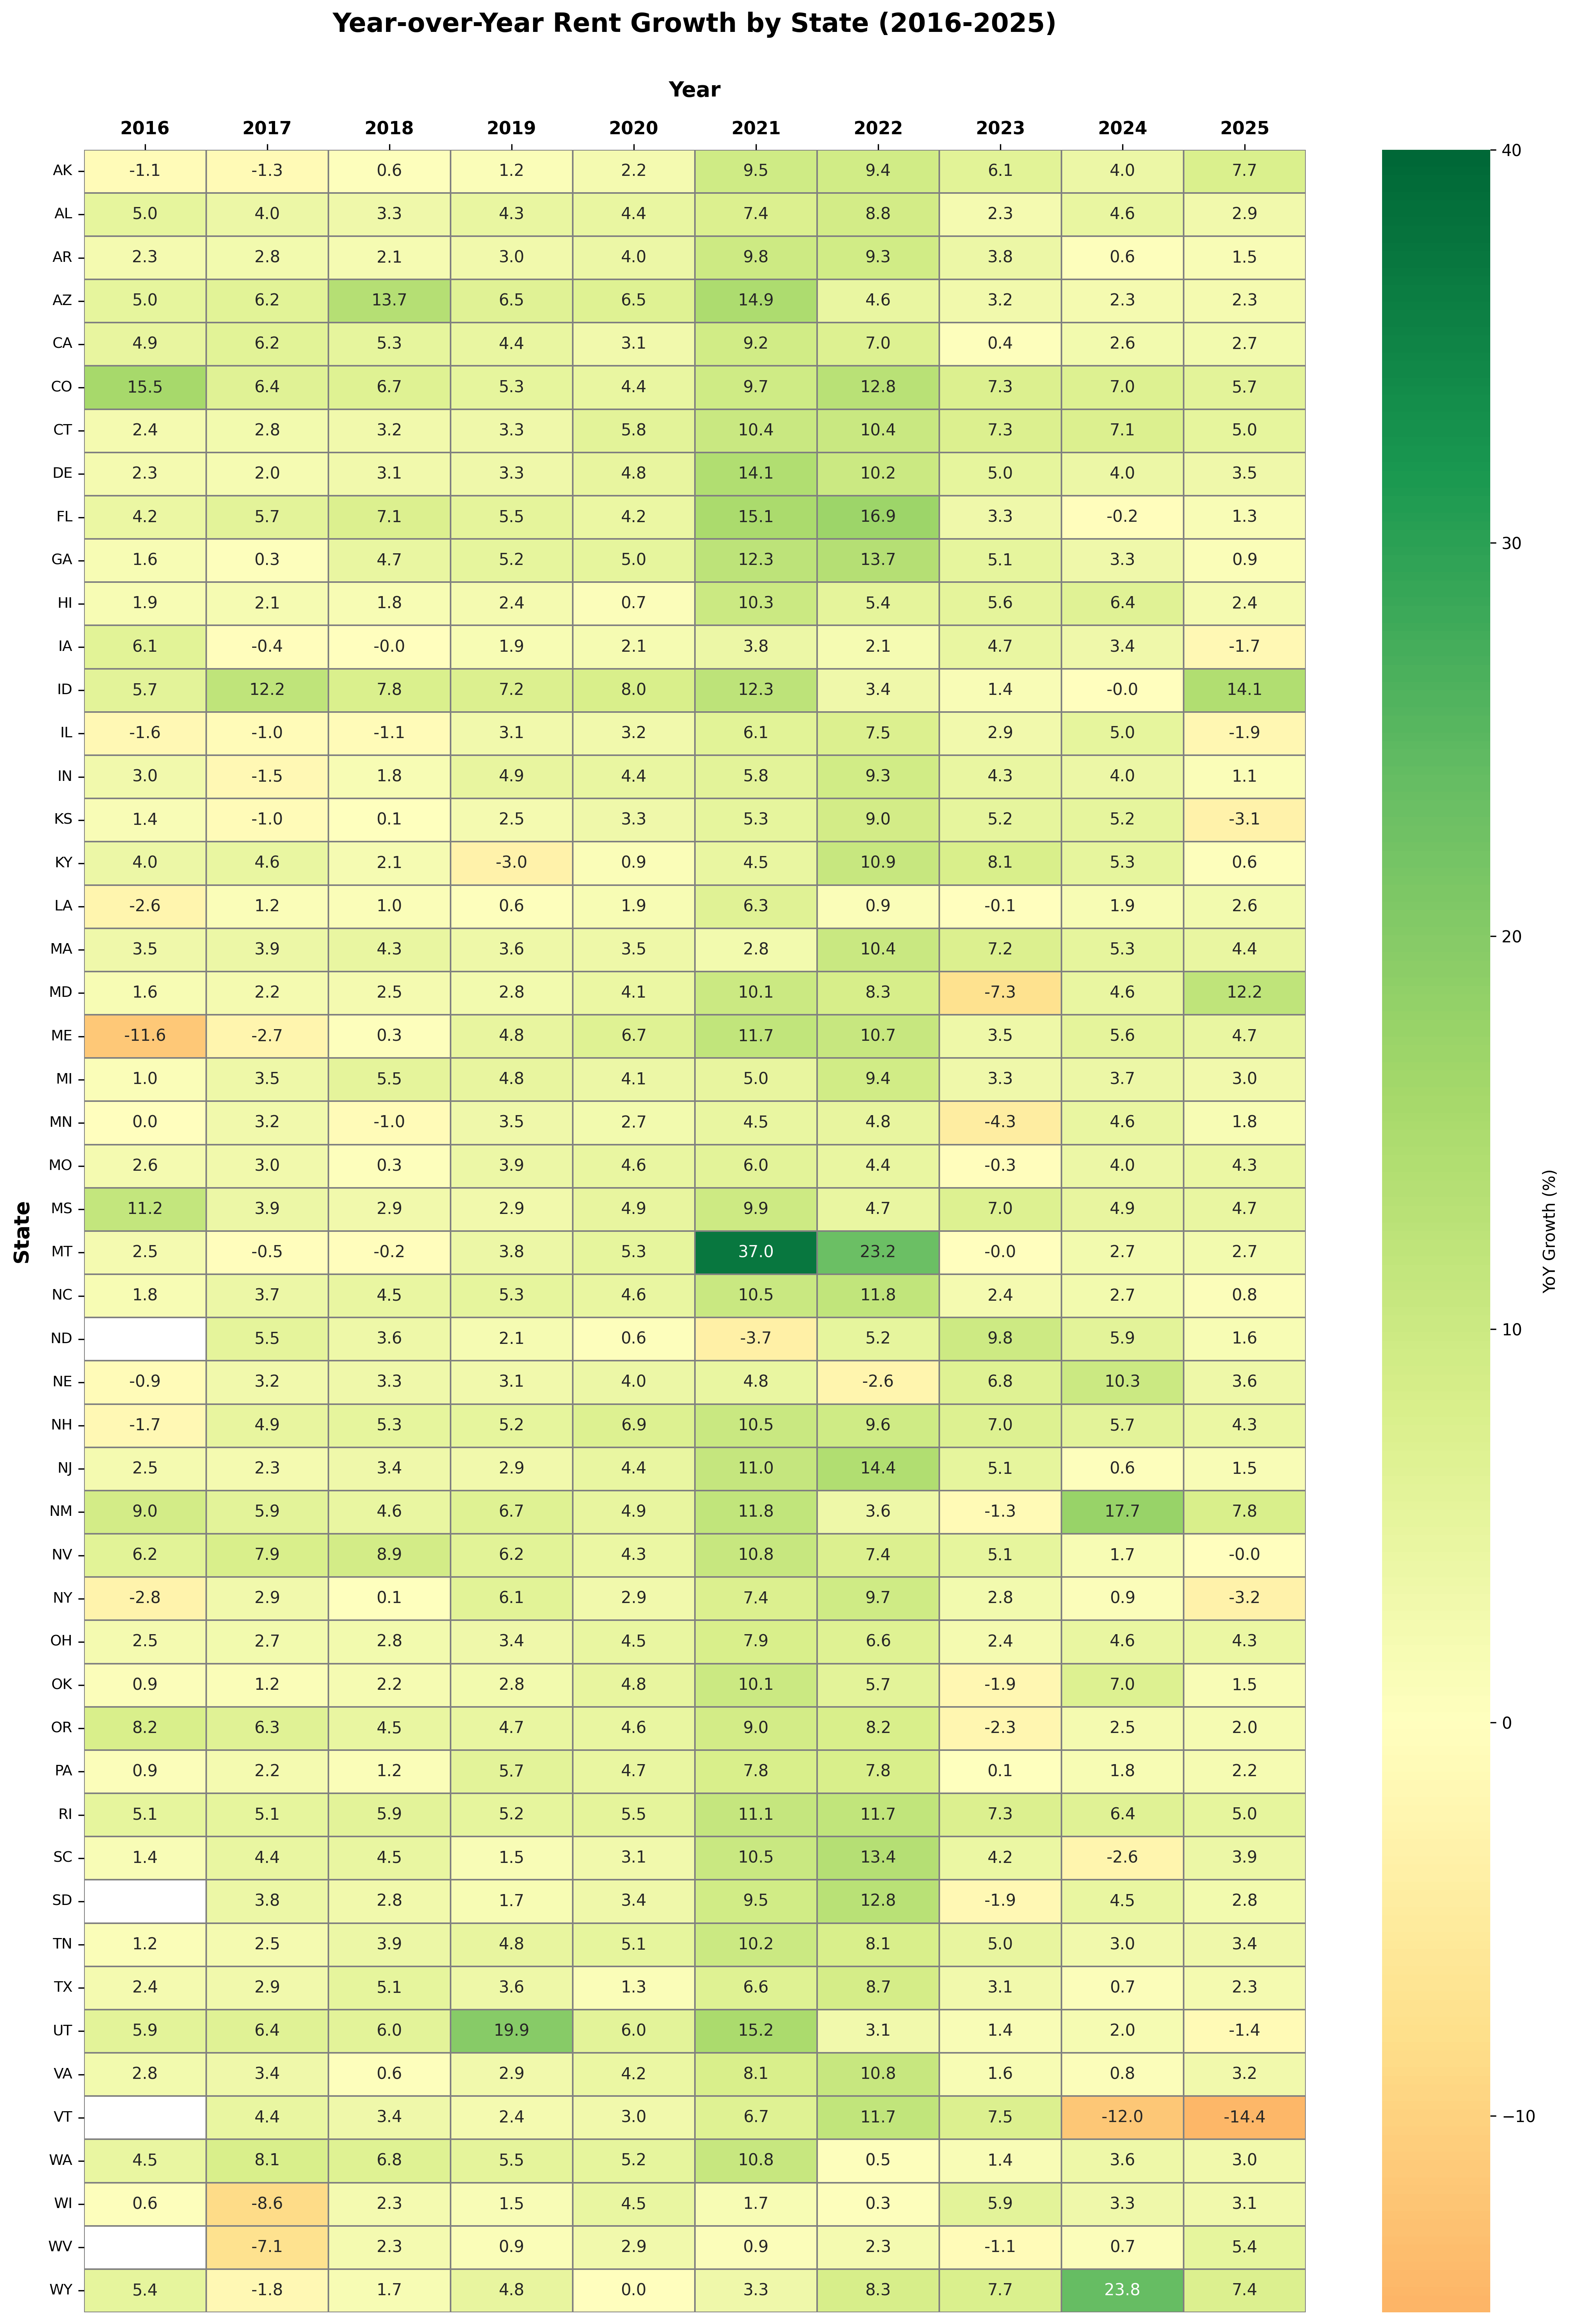 Year-over-Year Rent Growth by State (2016-2025)
Year
2016 2017 2018 2019 2020 2021 2022 2023 2024 2025
AK -1.1 -1.3 0.6 1.2 2.2 9.5 9.4 6.1 4.0 7.7
AL 5.0 4.0 3.3 4.3 4.4 7.4 8.8 2.3 4.6 2.9
AR 2.3 2.8 2.1 3.0 4.0 9.8 9.3 3.8 0.6 1.5
AZ 5.0 6.2 13.7 6.5 6.5 14.9 4.6 3.2 2.3 2.3
CA 4.9 6.2 5.3 4.4 3.1 9.2 7.0 0.4 2.6 2.7
CO 15.5 6.4 6.7 5.3 4.4 9.7 12.8 7.3 7.0 5.7
CT 2.4 2.8 3.2 3.3 5.8 10.4 10.4 7.3 7.1 5.0
DE 2.3 2.0 3.1 3.3 4.8 14.1 10.2 5.0 4.0 3.5
FL 4.2 5.7 7.1 5.5 4.2 15.1 16.9 3.3 -0.2 1.3
GA 1.6 0.3 4.7 5.2 5.0 12.3 13.7 5.1 3.3 0.9
HI 1.9 2.1 1.8 2.4 0.7 10.3 5.4 5.6 6.4 2.4
IA 6.1 -0.4 -0.0 1.9 2.1 3.8 2.1 4.7 3.4 -1.7
ID 5.7 12.2 7.8 7.2 8.0 12.3 3.4 1.4 -0.0 14.1
IL -1.6 -1.0 -1.1 3.1 3.2 6.1 7.5 2.9 5.0 -1.9
IN 3.0 -1.5 1.8 4.9 4.4 5.8 9.3 4.3 4.0 1.1
KS 1.4 -1.0 0.1 2.5 3.3 5.3 9.0 5.2 5.2 -3.1
KY 4.0 4.6 2.1 -3.0 0.9 4.5 10.9 8.1 5.3 0.6
LA -2.6 1.2 1.0 0.6 1.9 6.3 0.9 -0.1 1.9 2.6
MA 3.5 3.9 4.3 3.6 3.5 2.8 10.4 7.2 5.3 4.4
MD 1.6 2.2 2.5 2.8 4.1 10.1 8.3 -7.3 4.6 12.2
ME -11.6 -2.7 0.3 4.8 6.7 11.7 10.7 3.5 5.6 4.7
MI 1.0 3.5 5.5 4.8 4.1 5.0 9.4 3.3 3.7 3.0
MN 0.0 3.2 -1.0 3.5 2.7 4.5 4.8 -4.3 4.6 1.8
MO 2.6 3.0 0.3 3.9 4.6 6.0 4.4 -0.3 4.0 4.3
MS 11.2 3.9 2.9 2.9 4.9 9.9 4.7 7.0 4.9 4.7
MT 2.5 -0.5 -0.2 3.8 5.3 37.0 23.2 -0.0 2.7 2.7
NC 1.8 3.7 4.5 5.3 4.6 10.5 11.8 2.4 2.7 0.8
ND 5.5 3.6 2.1 0.6 -3.7 5.2 9.8 5.9 1.6
NE -0.9 3.2 3.3 3.1 4.0 4.8 -2.6 6.8 10.3 3.6
NH -1.7 4.9 5.3 5.2 6.9 10.5 9.6 7.0 5.7 4.3
NJ 2.5 2.3 3.4 2.9 4.4 11.0 14.4 5.1 0.6 1.5
NM 9.0 5.9 4.6 6.7 4.9 11.8 3.6 -1.3 17.7 7.8
NV 6.2 7.9 8.9 6.2 4.3 10.8 7.4 5.1 1.7 -0.0
NY -2.8 2.9 0.1 6.1 2.9 7.4 9.7 2.8 0.9 -3.2
OH 2.5 2.7 2.8 3.4 4.5 7.9 6.6 2.4 4.6 4.3
OK 0.9 1.2 2.2 2.8 4.8 10.1 5.7 -1.9 7.0 1.5
OR 8.2 6.3 4.5 4.7 4.6 9.0 8.2 -2.3 2.5 2.0
PA 0.9 2.2 1.2 5.7 4.7 7.8 7.8 0.1 1.8 2.2
RI 5.1 5.1 5.9 5.2 5.5 11.1 11.7 7.3 6.4 5.0
SC 1.4 4.4 4.5 1.5 3.1 10.5 13.4 4.2 -2.6 3.9
SD 3.8 2.8 1.7 3.4 9.5 12.8 -1.9 4.5 2.8
TN 1.2 2.5 3.9 4.8 5.1 10.2 8.1 5.0 3.0 3.4
TX 2.4 2.9 5.1 3.6 1.3 6.6 8.7 3.1 0.7 2.3
UT 5.9 6.4 6.0 19.9 6.0 15.2 3.1 1.4 2.0 -1.4
VA 2.8 3.4 0.6 2.9 4.2 8.1 10.8 1.6 0.8 3.2
VT 4.4 3.4 2.4 3.0 6.7 11.7 7.5 -12.0 -14.4
WA 4.5 8.1 6.8 5.5 5.2 10.8 0.5 1.4 3.6 3.0
WI 0.6 -8.6 2.3 1.5 4.5 1.7 0.3 5.9 3.3 3.1
WV -7.1 2.3 0.9 2.9 0.9 2.3 -1.1 0.7 5.4
WY 5.4 -1.8 1.7 4.8 0.0 3.3 8.3 7.7 23.8 7.4
State
40
30
20
10
0
−10
YoY Growth (%)